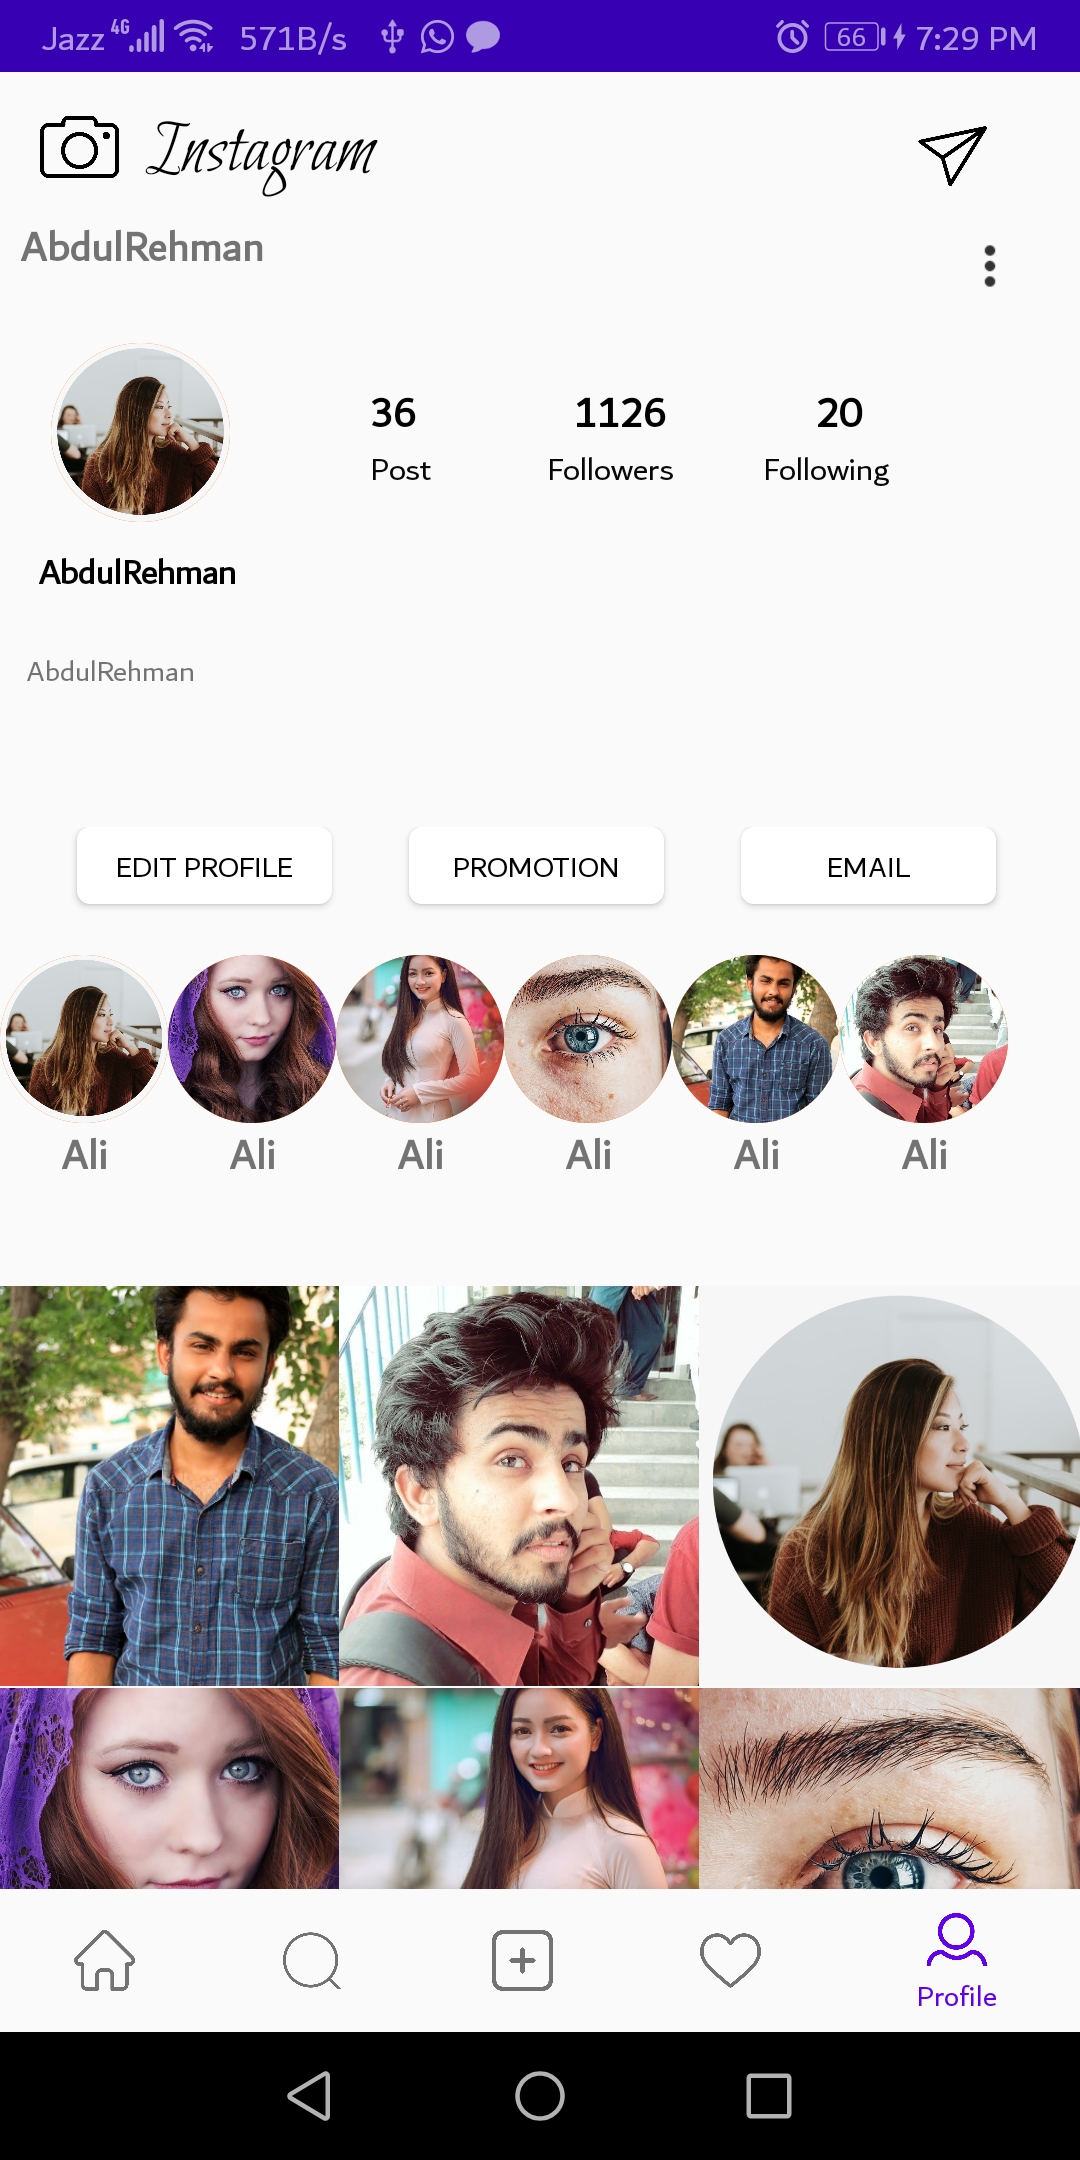 Jazz 4G 571B/s 66 7:29 PM
Instagram
AbdulRehman
36 1126 20
Post Followers Following
AbdulRehman
AbdulRehman
EDIT PROFILE PROMOTION EMAIL
Ali Ali Ali Ali Ali Ali
Profile